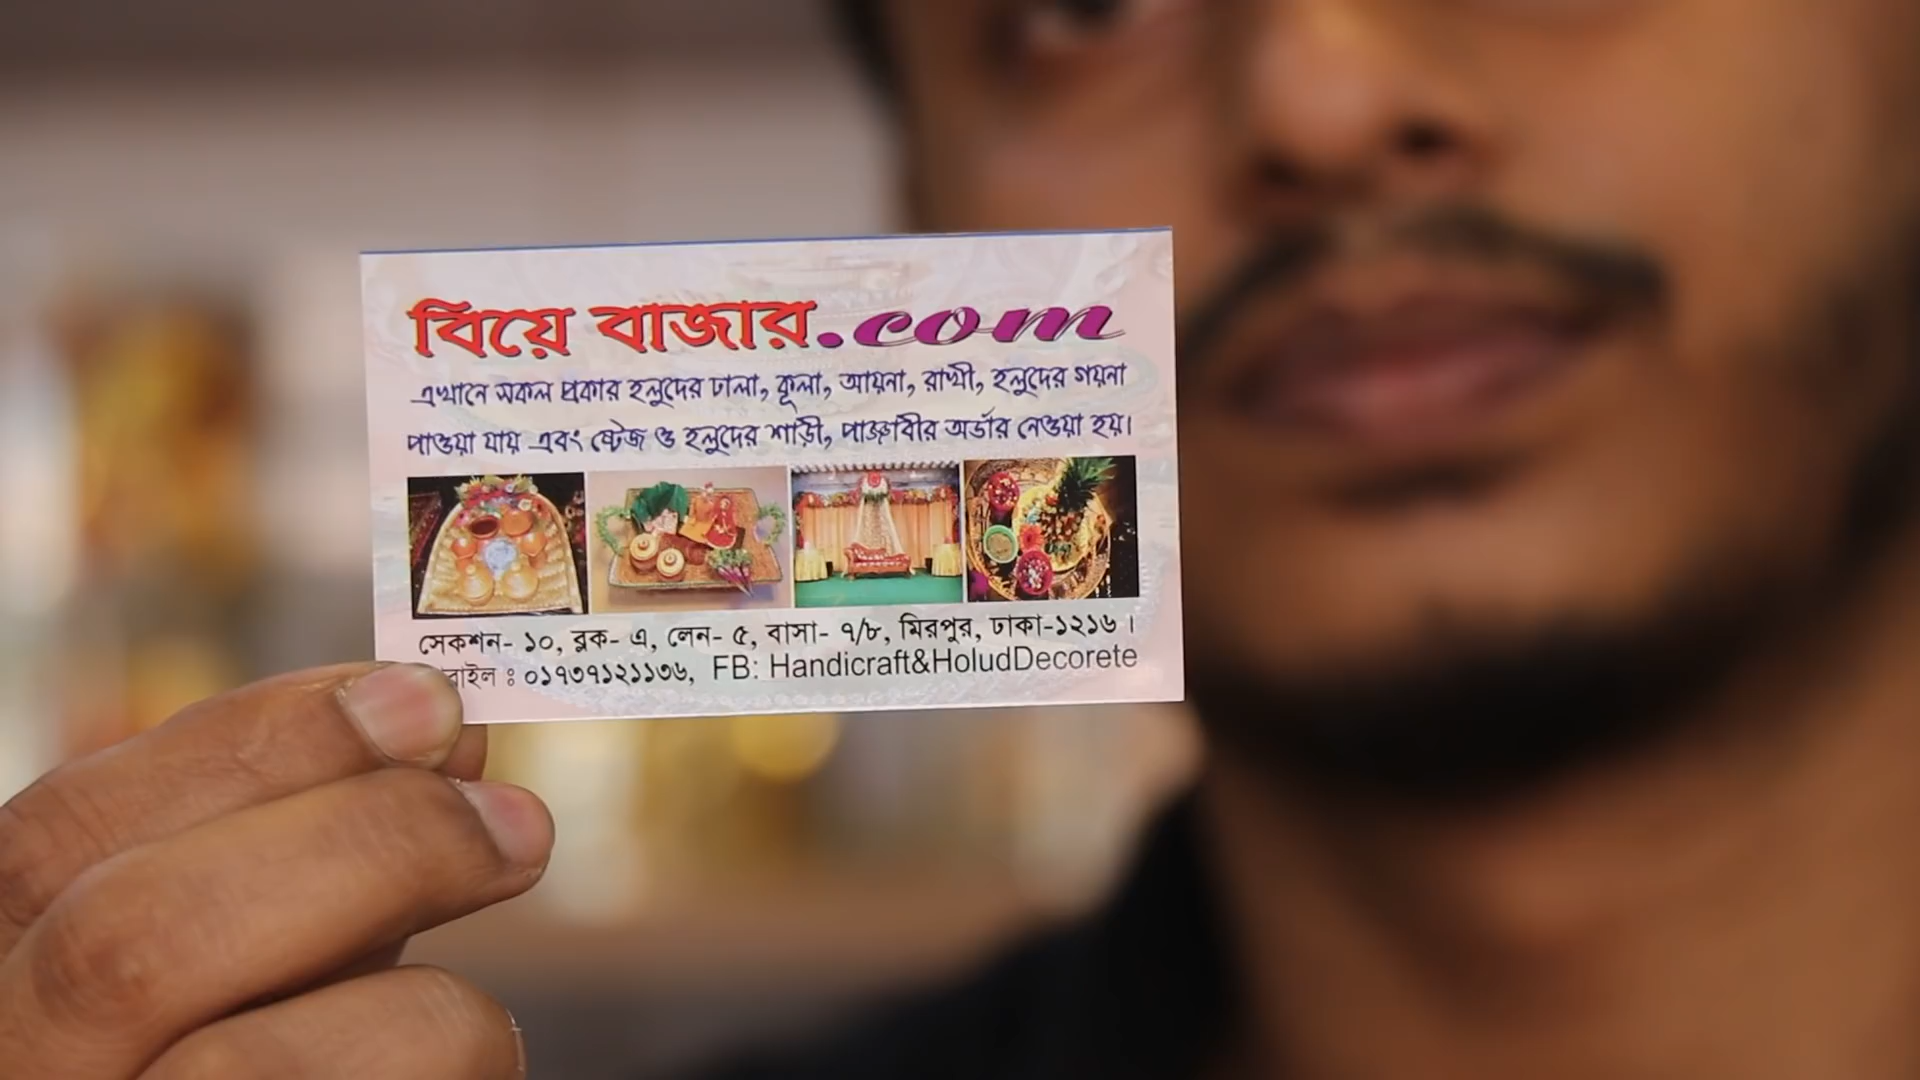 বিয়ে বাজার.com
এখানে সকল প্রকার হলুদের ঢালা, কূলা, আয়না, রাখী, হলুদের গয়না
পাওয়া যায় এবং ষ্টেজ ও হলুদের শাড়ী, পাঞ্জাবীর অর্ডার নেওয়া হয়।
সেকশন- ১০, ব্লক- এ, লেন- ৫, বাসা- ৭/৮, মিরপুর, ঢাকা-১২১৬ ।
বাইল ঃ ০১৭৩৭১২১১৩৬, FB: Handicraft&HoludDecorete